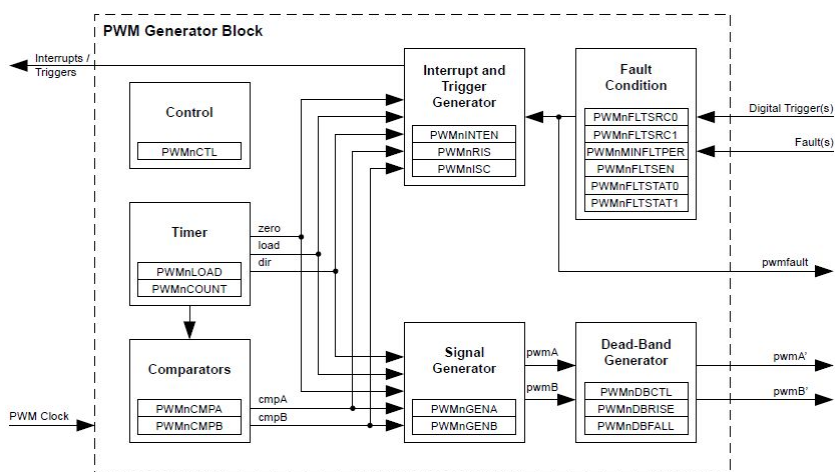 PWM Generator Block
Interrupts /
Triggers
Control
PWMnCTL
Interrupt and
Trigger
Generator
PWMnINTEN
PWMnRIS
PWMnISC
Fault
Condition
PWMnFLTSRC0
PWMnFLTSRC1
PWMnMINFLTPER
PWMnFLTSEN
PWMnFLTSTAT0
PWMnFLTSTAT1
Digital Trigger(s)
Fault(s)
Timer
PWMnLOAD
PWMnCOUNT
zero
load
dir
pwmfault
Comparators
PWMnCMPA
PWMnCMPB
cmpA
cmpB
Signal
Generator
PWMnGENA
PWMnGENB
pwmA
pwmB
Dead-Band
Generator
PWMnDBCTL
PWMnDBRISE
PWMnDBFALL
pwmA'
pwmB'
PWM Clock